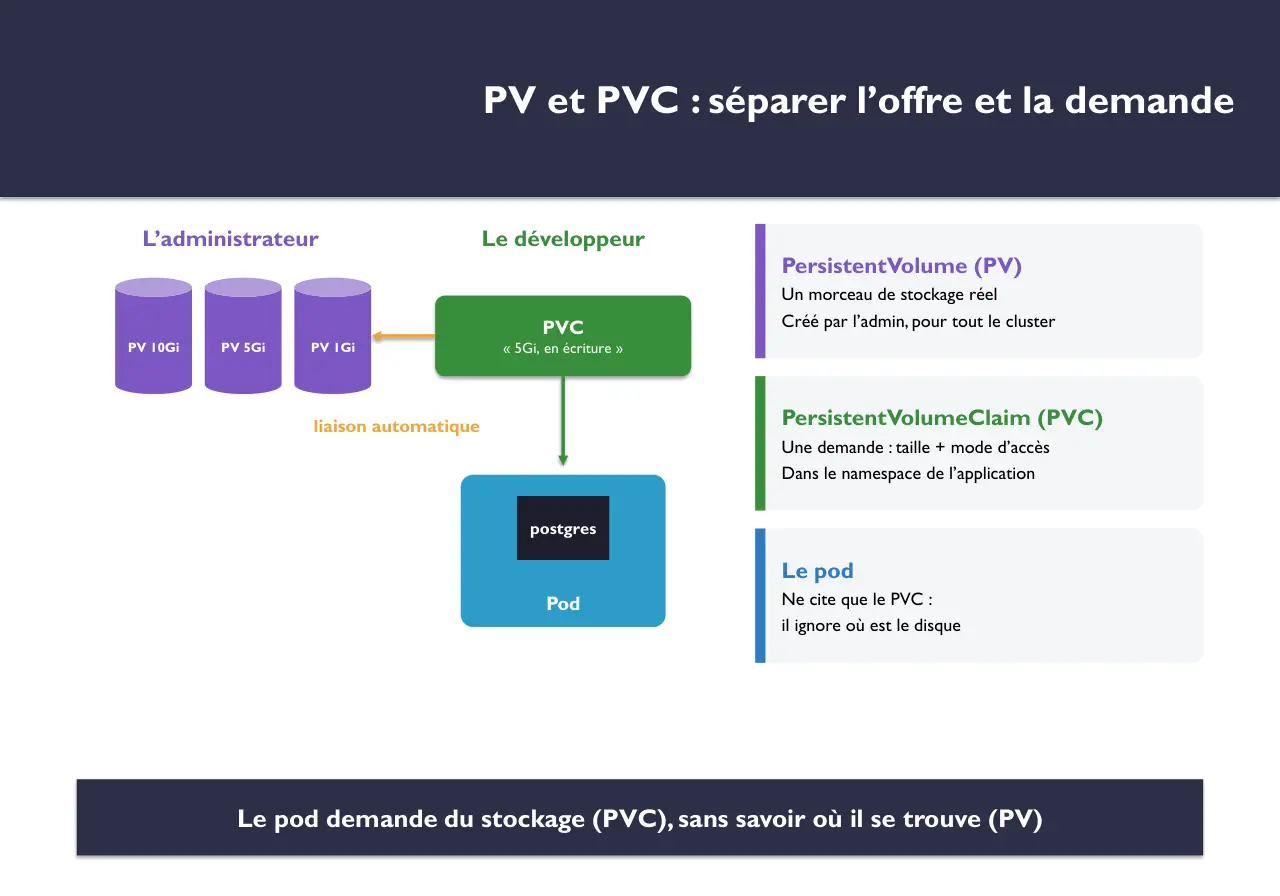 PV et PVC : séparer l’offre et la demande
L’administrateur
Le développeur
PV 10Gi
PV 5Gi
PV 1Gi
PVC
« 5Gi, en écriture »
liaison automatique
postgres
Pod
PersistentVolume (PV)
Un morceau de stockage réel
Créé par l’admin, pour tout le cluster
PersistentVolumeClaim (PVC)
Une demande : taille + mode d’accès
Dans le namespace de l’application
Le pod
Ne cite que le PVC :
il ignore où est le disque
Le pod demande du stockage (PVC), sans savoir où il se trouve (PV)